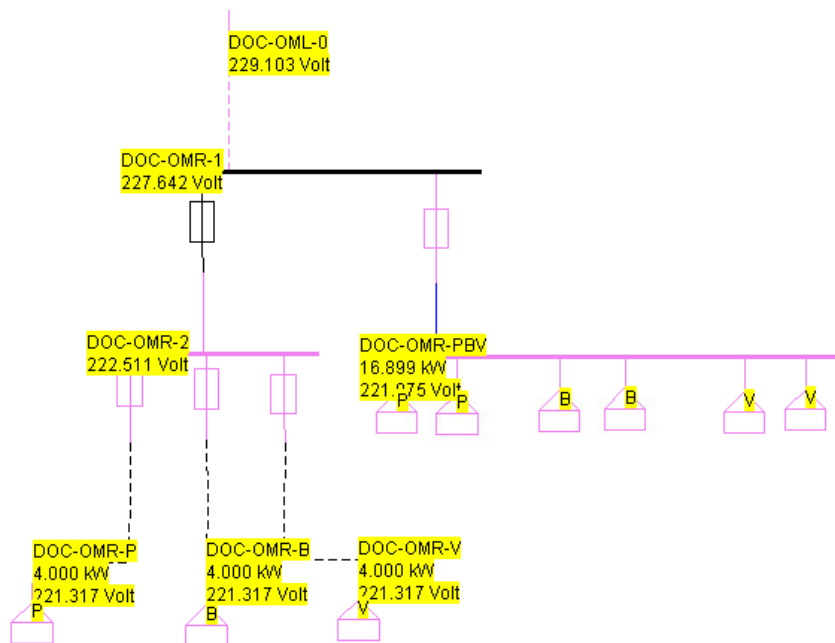 DOC-OML-0
229.103 Volt
DOC-OMR-1
227.642 Volt
DOC-OMR-2
222.511 Volt
DOC-OMR-PBV
16.899 kW
P
P
B
B
V
V
DOC-OMR-P
4.000 kW
221.317 Volt
P
DOC-OMR-B
4.000 kW
221.317 Volt
B
DOC-OMR-V
4.000 kW
221.317 Volt
V